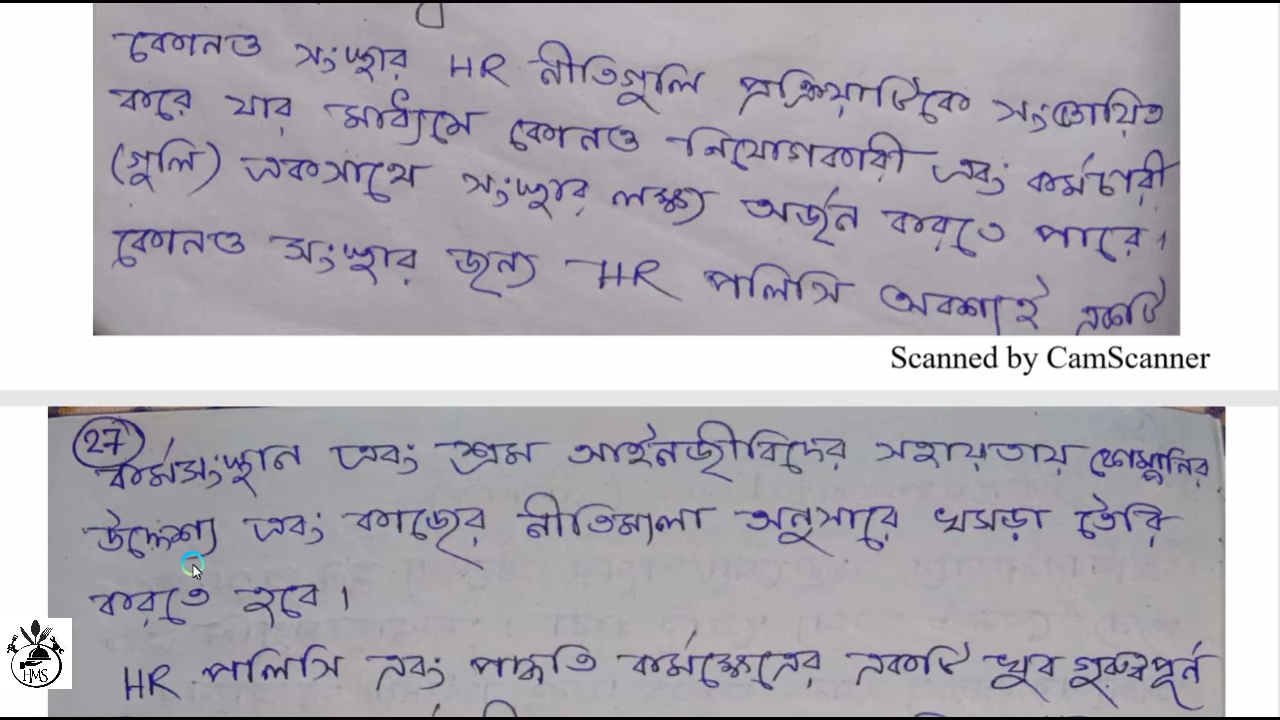 কোনও সংস্থার HR নীতিগুলি প্রক্রিয়াটিকে সংজ্ঞায়িত
করে যার মাধ্যমে কোনও নিয়োগকারী এবং কর্মচারী
(গুলি) একসাথে সংস্থার লক্ষ্য অর্জন করতে পারে।
কোনও সংস্থার জন্য HR পলিসি অবশ্যই একটি
Scanned by CamScanner
27
কর্মসংস্থান এবং শ্রম আইনজীবিদের সহায়তায় কোম্পানির
উদ্দেশ্য এবং কাজের নীতিমালা অনুসারে খসড়া তৈরি
করতে হবে।
HR পলিসি এবং পদ্ধতি কর্মক্ষেত্রের একটি খুব গুরুত্বপূর্ন
HMS